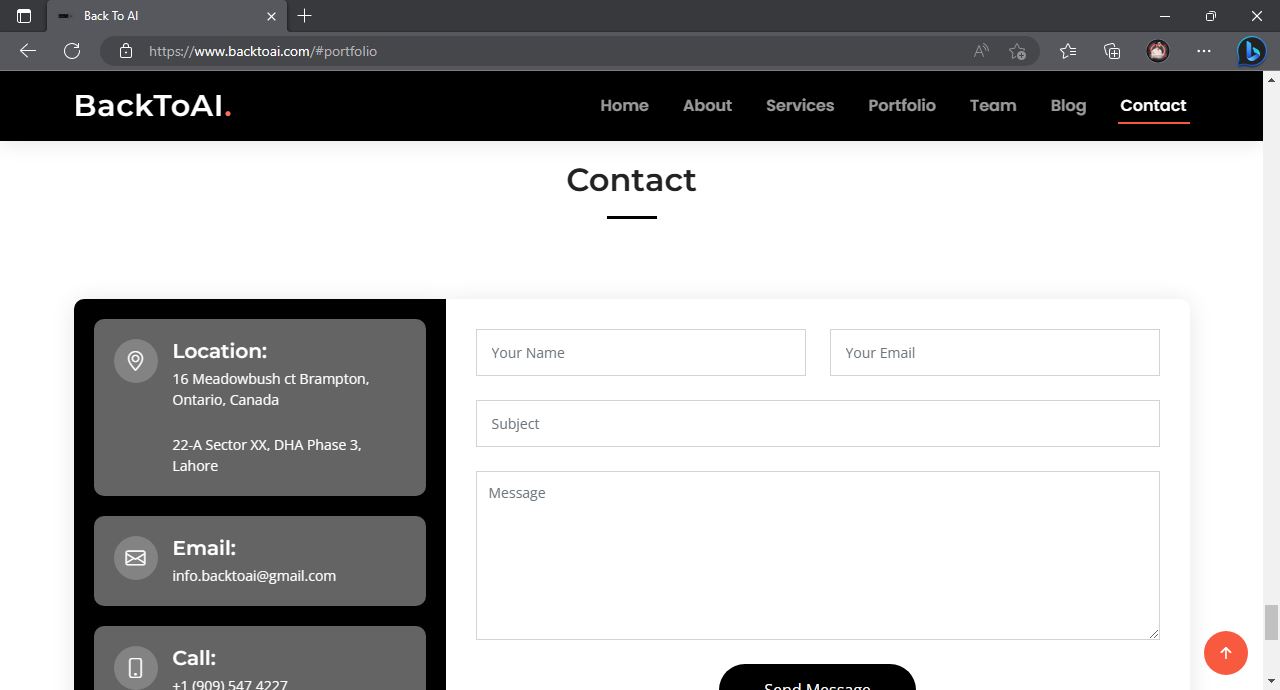 Back To AI
https://www.backtoai.com/#portfolio
BackToAI.
Home About Services Portfolio Team Blog Contact
Contact
Location:
16 Meadowbush ct Brampton,
Ontario, Canada
22-A Sector XX, DHA Phase 3,
Lahore
Email:
info.backtoai@gmail.com
Call:
+1 (909) 547 4227
Your Name
Your Email
Subject
Message
Send Message